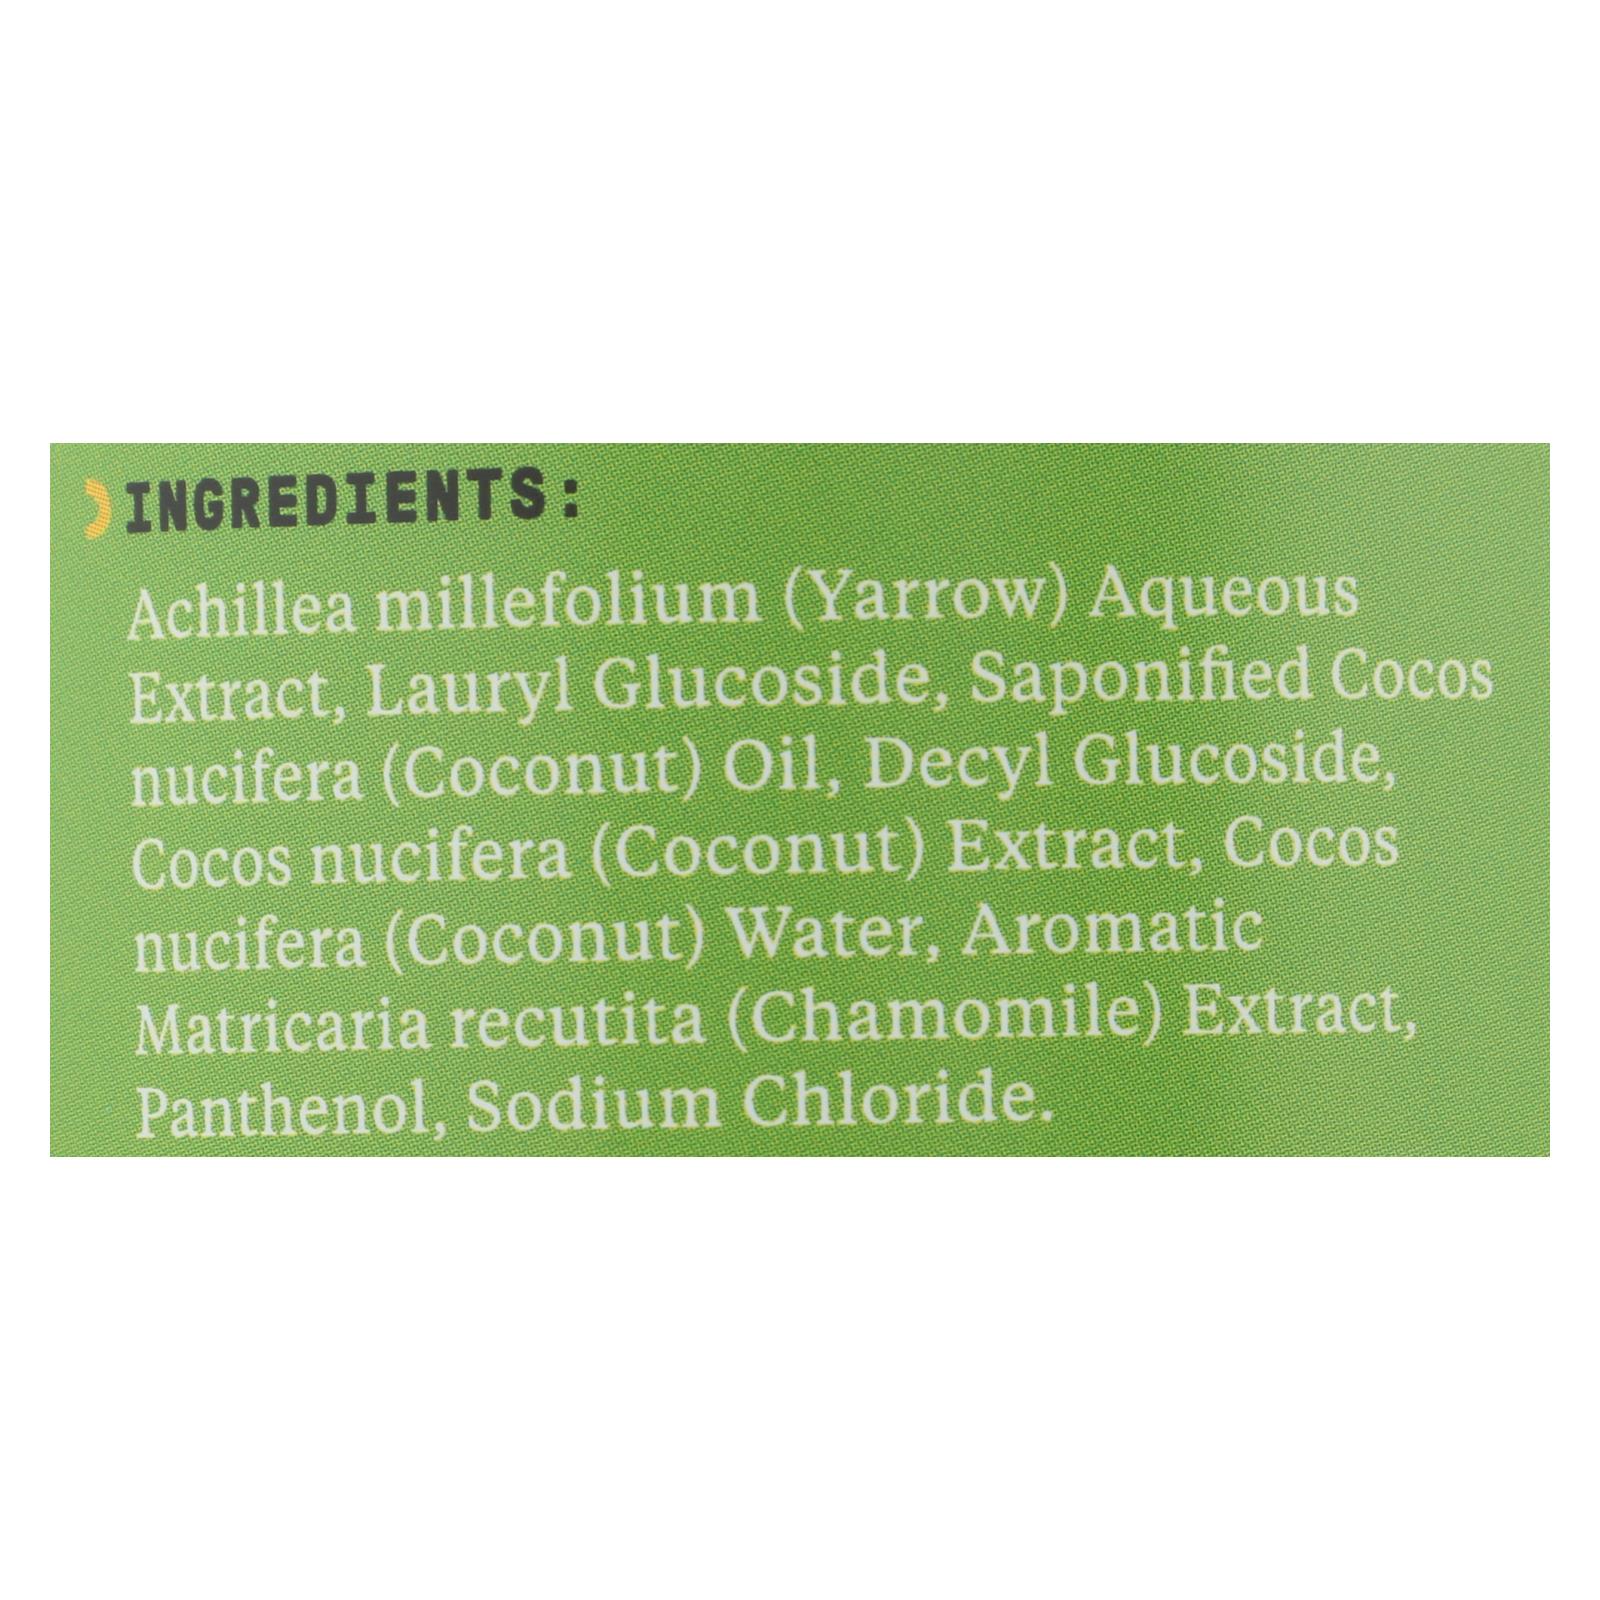 INGREDIENTS:
Achillea millefolium (Yarrow) Aqueous
Extract, Lauryl Glucoside, Saponified Cocos
nucifera (Coconut) Oil, Decyl Glucoside,
Cocos nucifera (Coconut) Extract, Cocos
nucifera (Coconut) Water, Aromatic
Matricaria recutita (Chamomile) Extract,
Panthenol, Sodium Chloride.